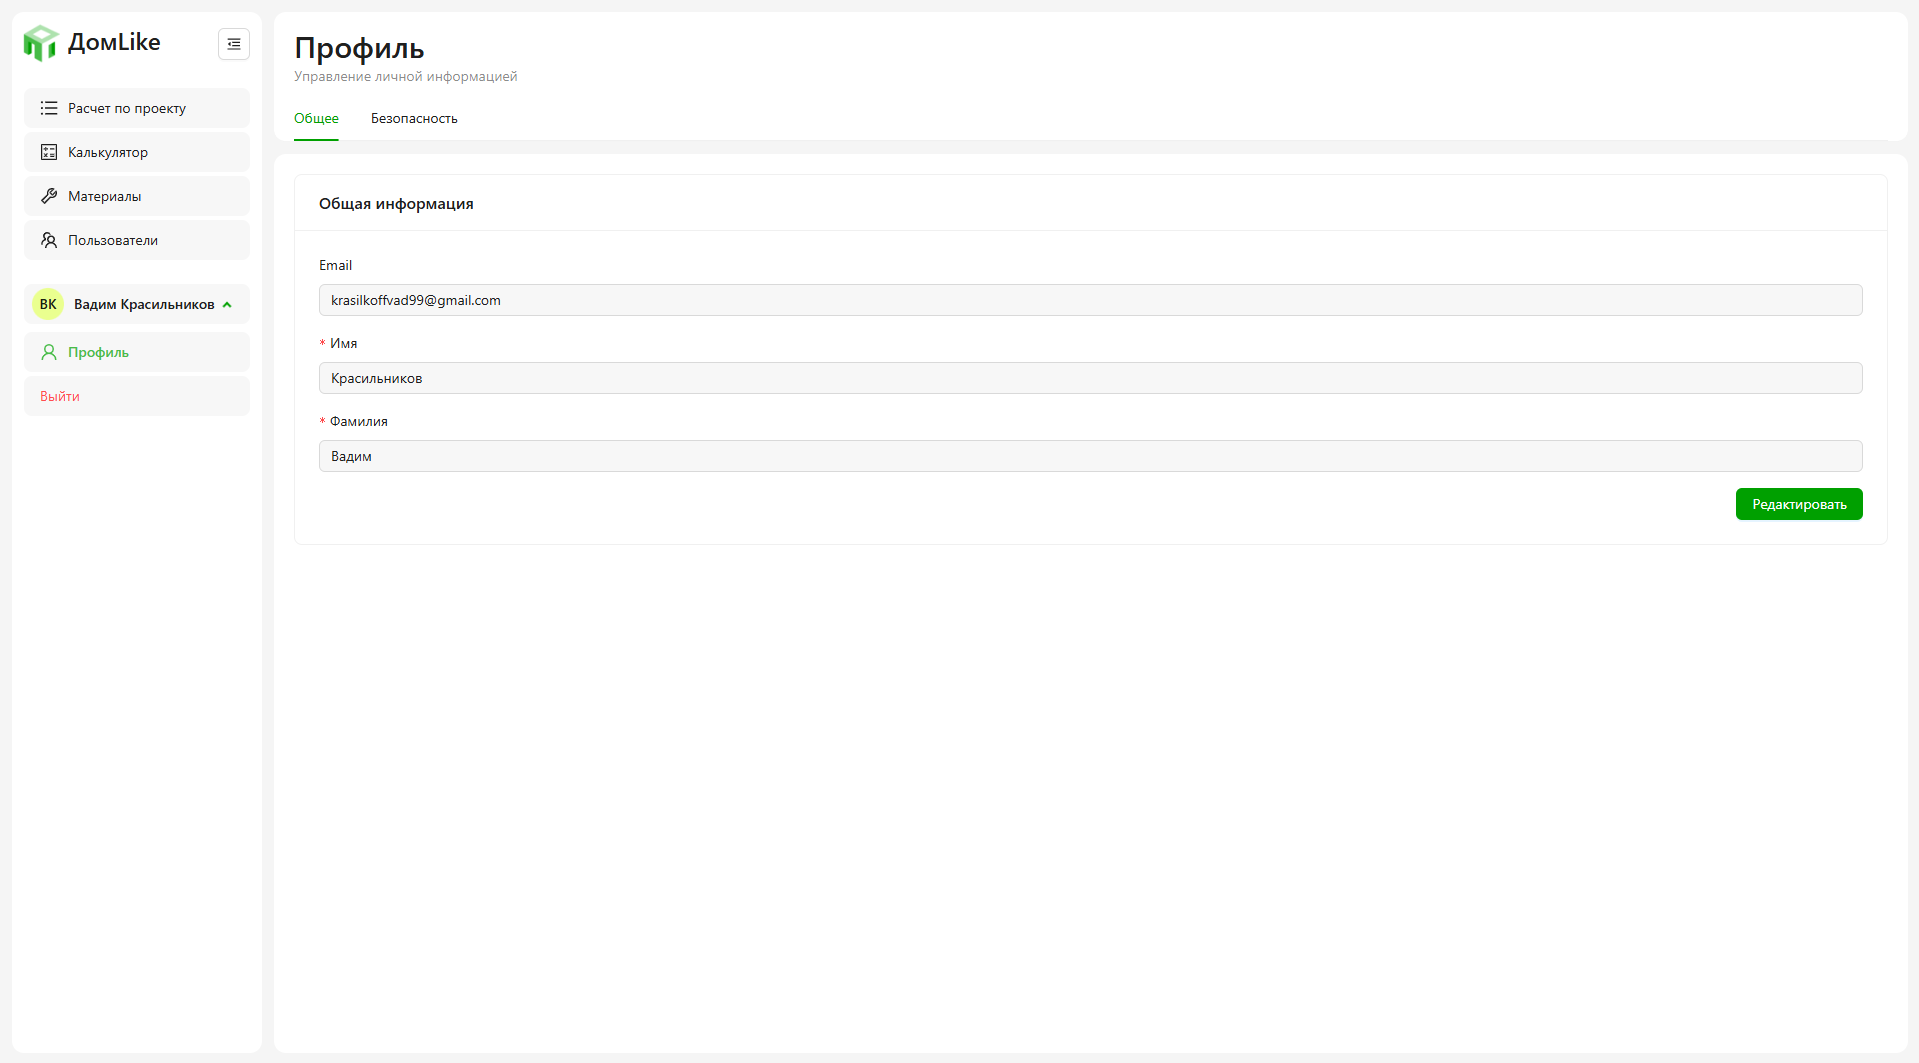 ДомLike
Расчет по проекту
Калькулятор
Материалы
Пользователи
ВК Вадим Красильников
Профиль
Выйти
Профиль
Управление личной информацией
Общее Безопасность
Общая информация
Email
krasilkoffvad99@gmail.com
* Имя
Красильников
* Фамилия
Вадим
Редактировать